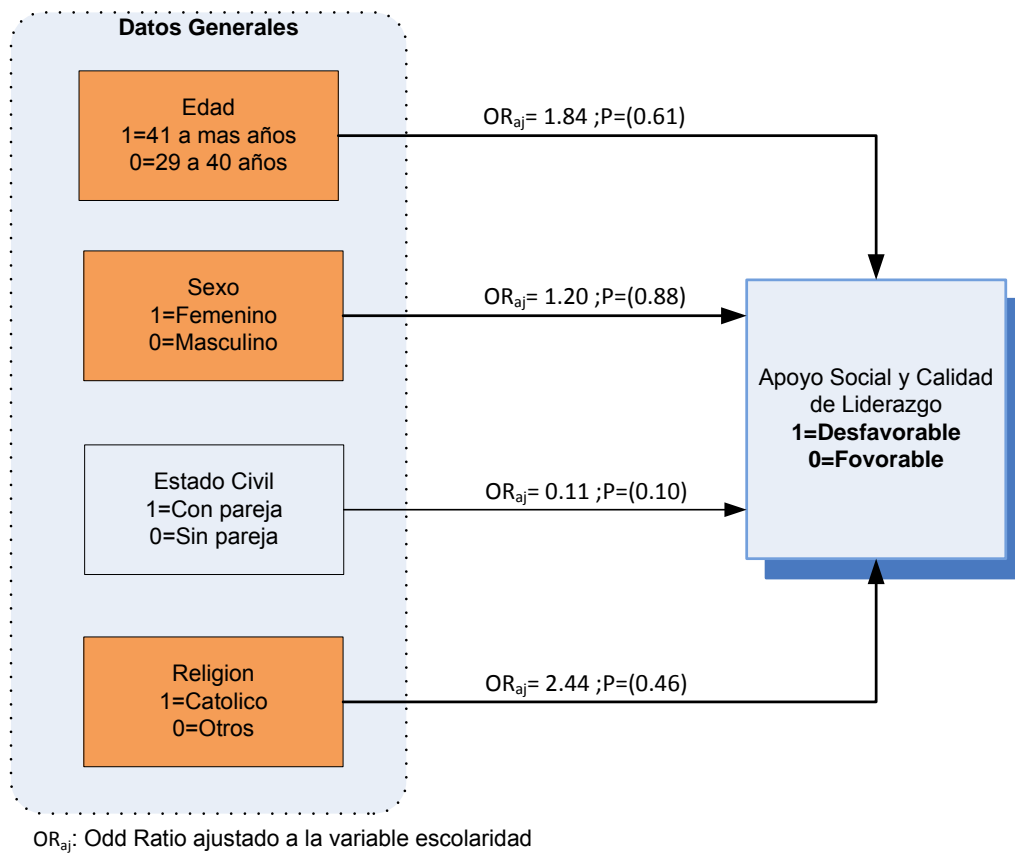 Datos Generales
Edad
1=41 a mas años
0=29 a 40 años
ORaj= 1.84 ;P=(0.61)
Sexo
1=Femenino
0=Masculino
ORaj= 1.20 ;P=(0.88)
Apoyo Social y Calidad
de Liderazgo
1=Desfavorable
0=Fovorable
Estado Civil
1=Con pareja
0=Sin pareja
ORaj= 0.11 ;P=(0.10)
Religion
1=Catolico
0=Otros
ORaj= 2.44 ;P=(0.46)
ORaj: Odd Ratio ajustado a la variable escolaridad